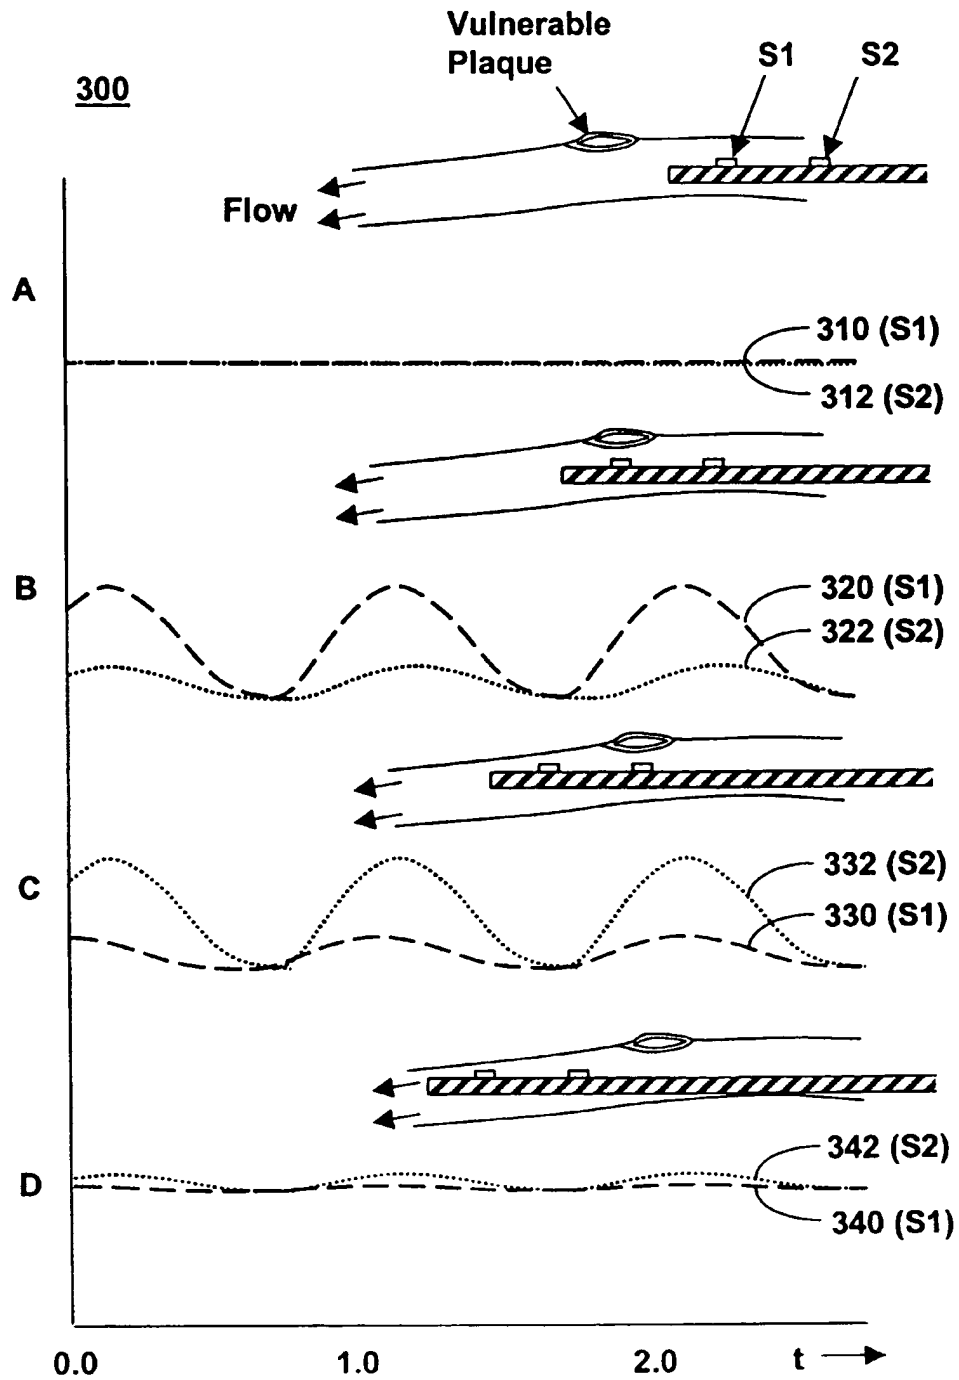 Vulnerable
Plaque
S1
S2
300
Flow
A
310 (S1)
312 (S2)
B
320 (S1)
322 (S2)
C
332 (S2)
330 (S1)
D
342 (S2)
340 (S1)
0.0 1.0 2.0 t